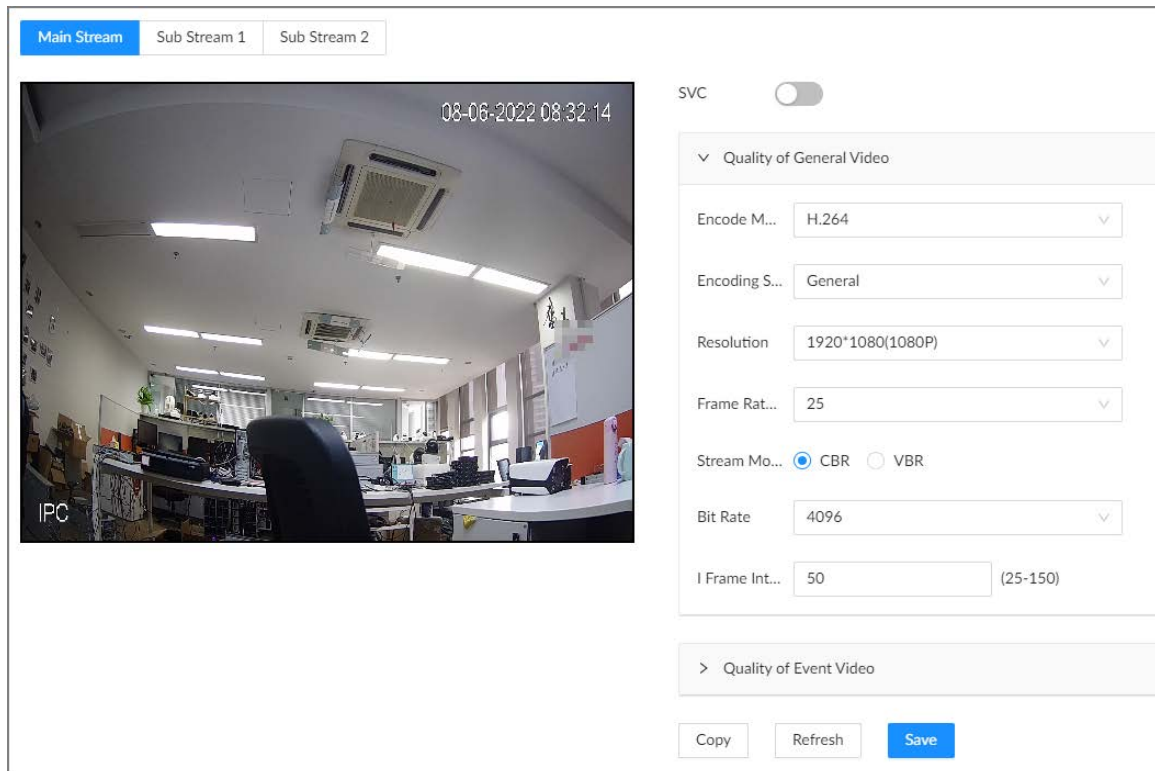 Main Stream
Sub Stream 1
Sub Stream 2
08-06-2022 08:32:14
IPC
SVC
Quality of General Video
Encode M... H.264
Encoding S... General
Resolution 1920*1080(1080P)
Frame Rat... 25
Stream Mo... CBR VBR
Bit Rate 4096
I Frame Int... 50 (25-150)
Quality of Event Video
Copy Refresh Save